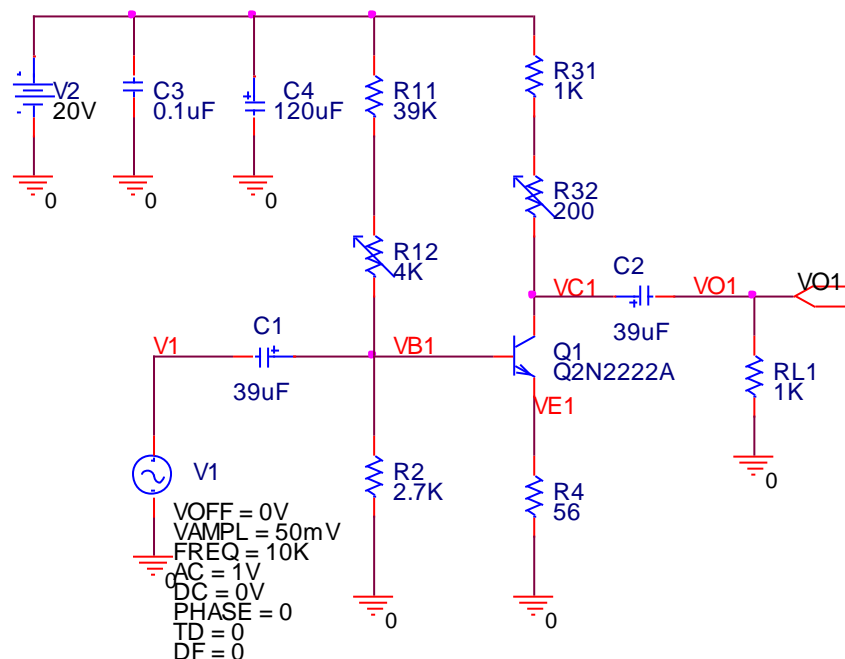 V2
20V
C3
0.1uF
C4
120uF
R11
39K
R31
1K
0
0
0
R32
200
R12
4K
C2
VO1
VC1
VO1
39uF
C1
V1
VB1
Q1
Q2N2222A
39uF
RL1
1K
VE1
V1
R2
2.7K
R4
56
0
VOFF = 0V
VAMPL = 50mV
FREQ = 10K
0
AC = 1V
DC = 0V
PHASE = 0
TD = 0
DF = 0
0
0